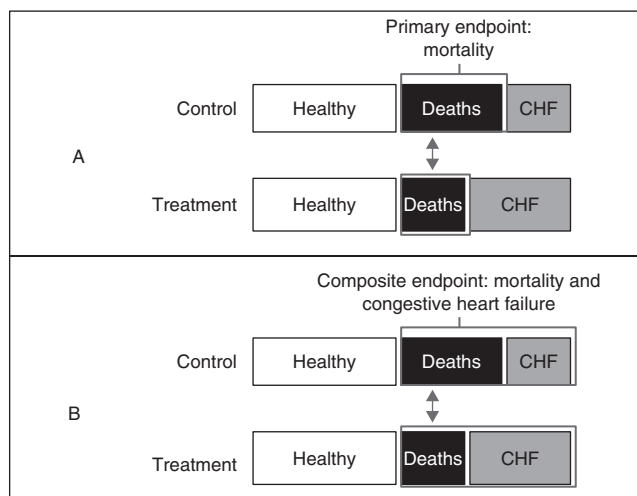 Primary endpoint:
mortality
Control
Healthy
Deaths
CHF
A
Treatment
Healthy
Deaths
CHF
Composite endpoint: mortality and
congestive heart failure
Control
Healthy
Deaths
CHF
B
Treatment
Healthy
Deaths
CHF